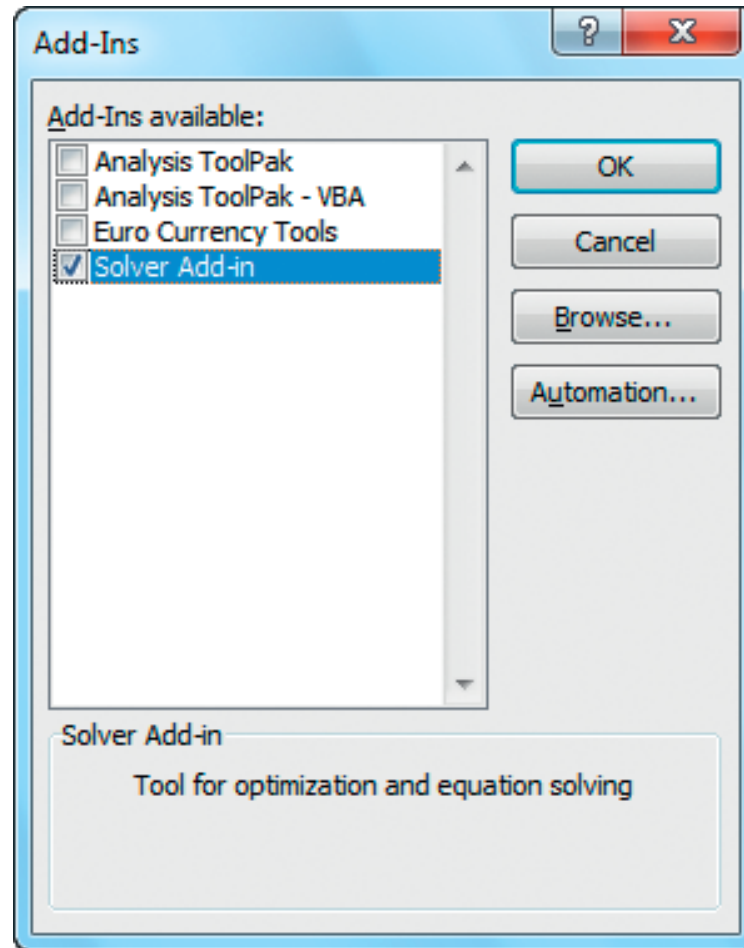 Add-Ins
?
X
Add-Ins available:
Analysis ToolPak
Analysis ToolPak - VBA
Euro Currency Tools
Solver Add-in
OK
Cancel
Browse...
Automation...
Solver Add-in
Tool for optimization and equation solving